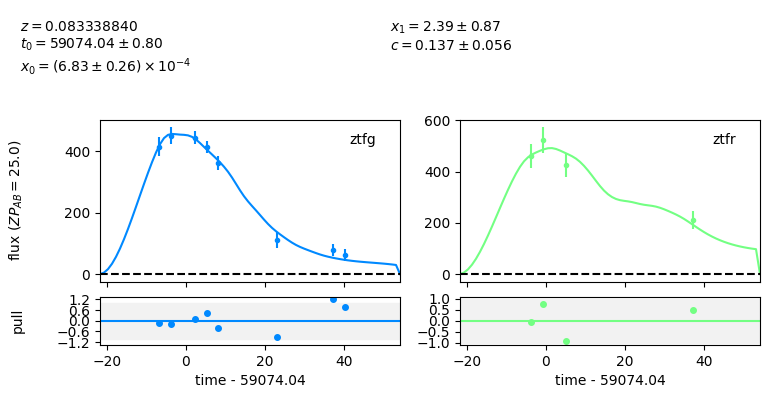 z = 0.083338840
t₀ = 59074.04 ± 0.80
x₀ = (6.83 ± 0.26) × 10⁻⁴
x₁ = 2.39 ± 0.87
c = 0.137 ± 0.056
flux (ZP_AB = 25.0)
400
200
0
ztfg
600
400
200
0
ztfr
pull
1.2
0.6
0.0
−0.6
−1.2
−20 0 20 40
time - 59074.04
1.0
0.5
0.0
−0.5
−1.0
−20 0 20 40
time - 59074.04